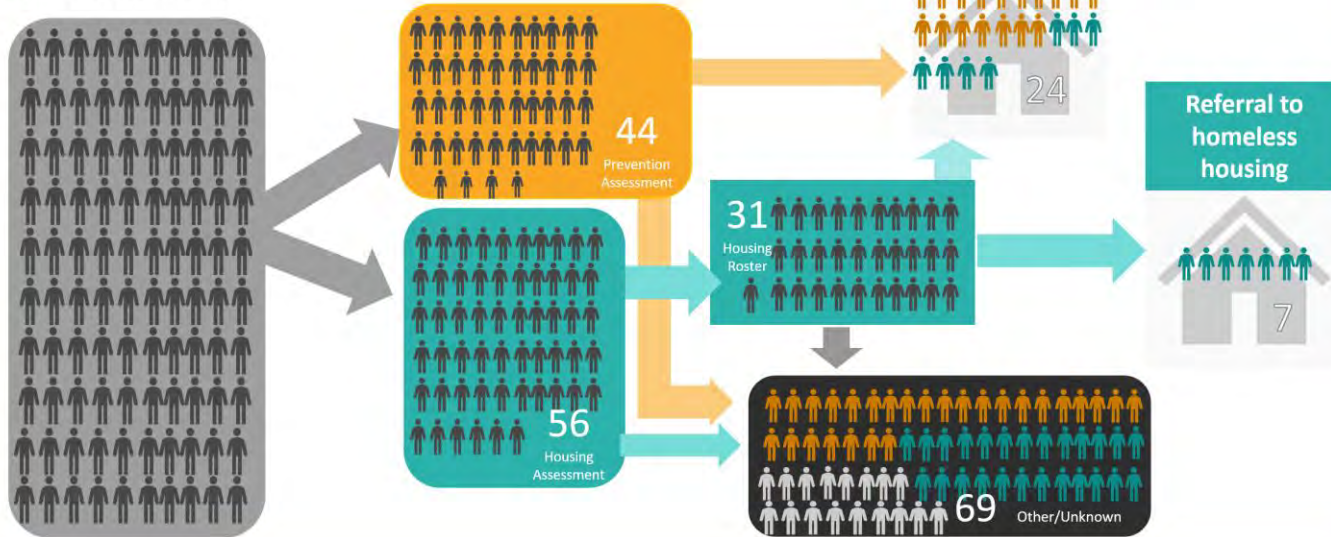 44
Prevention
Assessment
24
Referral to
homeless
housing
31
Housing
Roster
7
56
Housing
Assessment
69 Other/Unknown